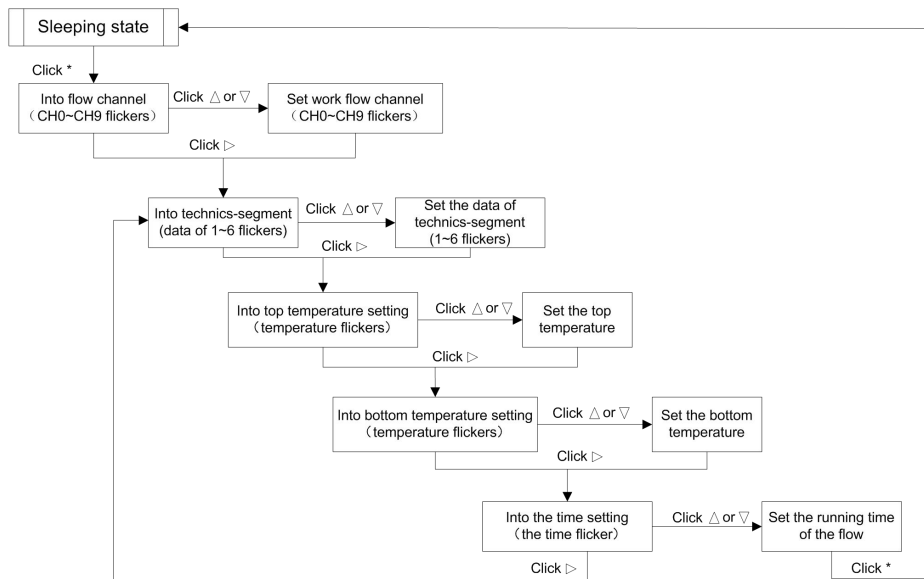 Sleeping state
Click *
Into flow channel
（CH0~CH9 flickers）
Click △ or ▽
Set work flow channel
（CH0~CH9 flickers）
Click ▷
Into technics-segment
(data of 1~6 flickers)
Click △ or ▽
Set the data of
technics-segment
(1~6 flickers)
Click ▷
Into top temperature setting
（temperature flickers）
Click △ or ▽
Set the top
temperature
Click ▷
Into bottom temperature setting
（temperature flickers）
Click △ or ▽
Set the bottom
temperature
Click ▷
Into the time setting
（the time flicker）
Click △ or ▽
Set the running time
of the flow
Click ▷
Click *